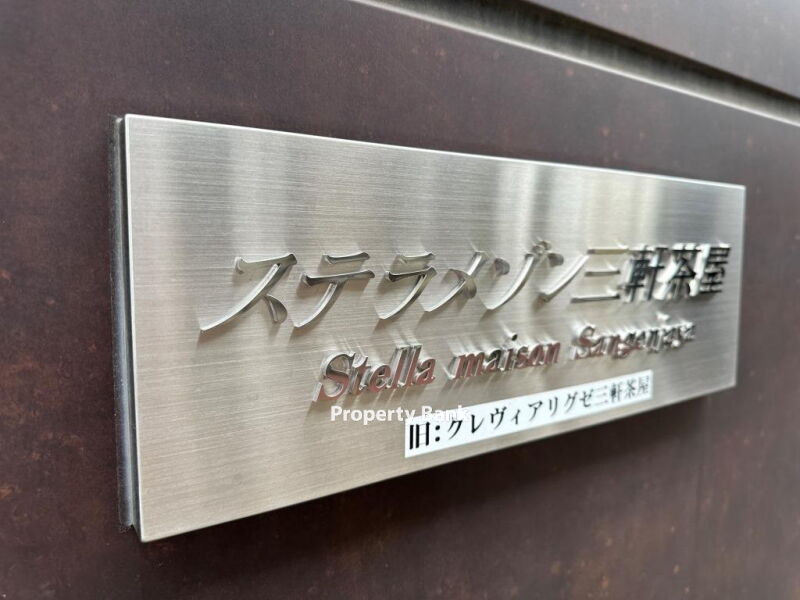 ステラメゾン三軒茶屋
Stella maison Sangenjaya
Property Bank
旧:クレヴィアリグゼ三軒茶屋